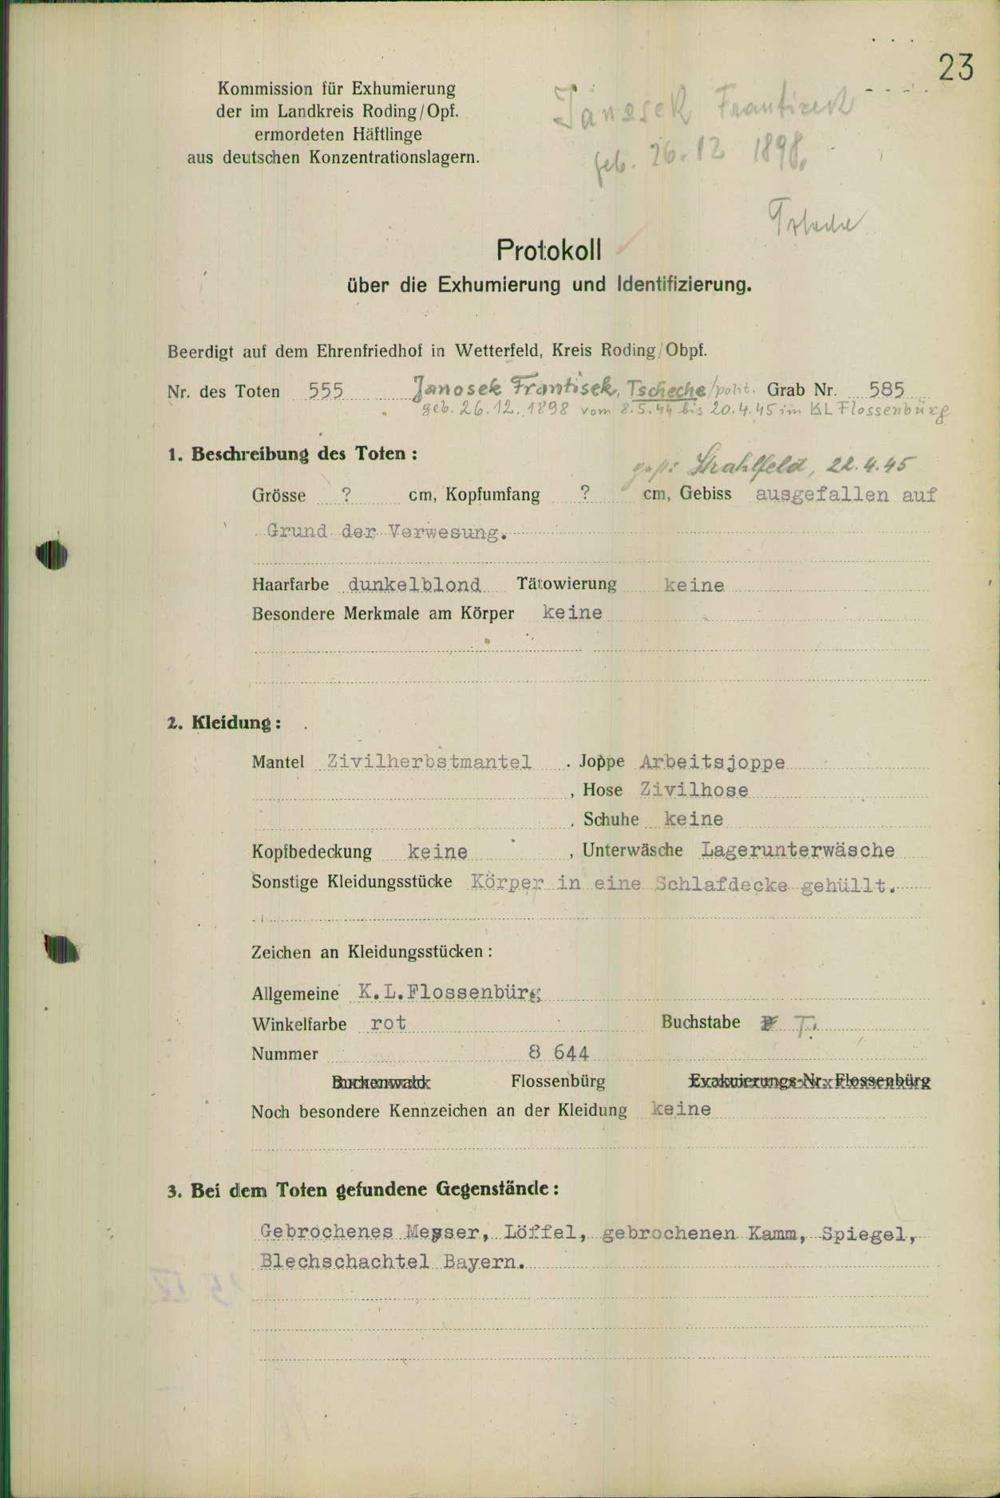 23
Kommission für Exhumierung
der im Landkreis Roding/Opf.
ermordeten Häftlinge
aus deutschen Konzentrationslagern.
Janosek Frantisek
geb. 26.12 1898.
Tscheche
Protokoll
über die Exhumierung und Identifizierung.
Beerdigt auf dem Ehrenfriedhof in Wetterfeld, Kreis Roding/Obpf.
Nr. des Toten 555 Janosek Frantisek, Tscheche/polit. Grab Nr. 585
geb. 26.12.1898 vom 8.5.44 bis 20.4.45 im KL Flossenbürg
1. Beschreibung des Toten :
Strahlfeld, 22.4.45
Grösse ? cm, Kopfumfang ? cm, Gebiss ausgefallen auf
Grund der Verwesung.
Haarfarbe dunkelblond Tätowierung keine
Besondere Merkmale am Körper keine
2. Kleidung :
Mantel Zivilherbstmantel . Joppe Arbeitsjoppe
, Hose Zivilhose
, Schuhe keine
Kopfbedeckung keine , Unterwäsche Lagerunterwäsche
Sonstige Kleidungsstücke Körper in eine Schlafdecke gehüllt.
Zeichen an Kleidungsstücken :
Allgemeine K.L.Flossenbürg
Winkelfarbe rot Buchstabe T.
Nummer 8 644
Buchenwald Flossenbürg Evakuierungs-Nr. Flossenbürg
Noch besondere Kennzeichen an der Kleidung keine
3. Bei dem Toten gefundene Gegenstände :
Gebrochenes Messer, Löffel, gebrochenen Kamm, Spiegel,
Blechschachtel Bayern.